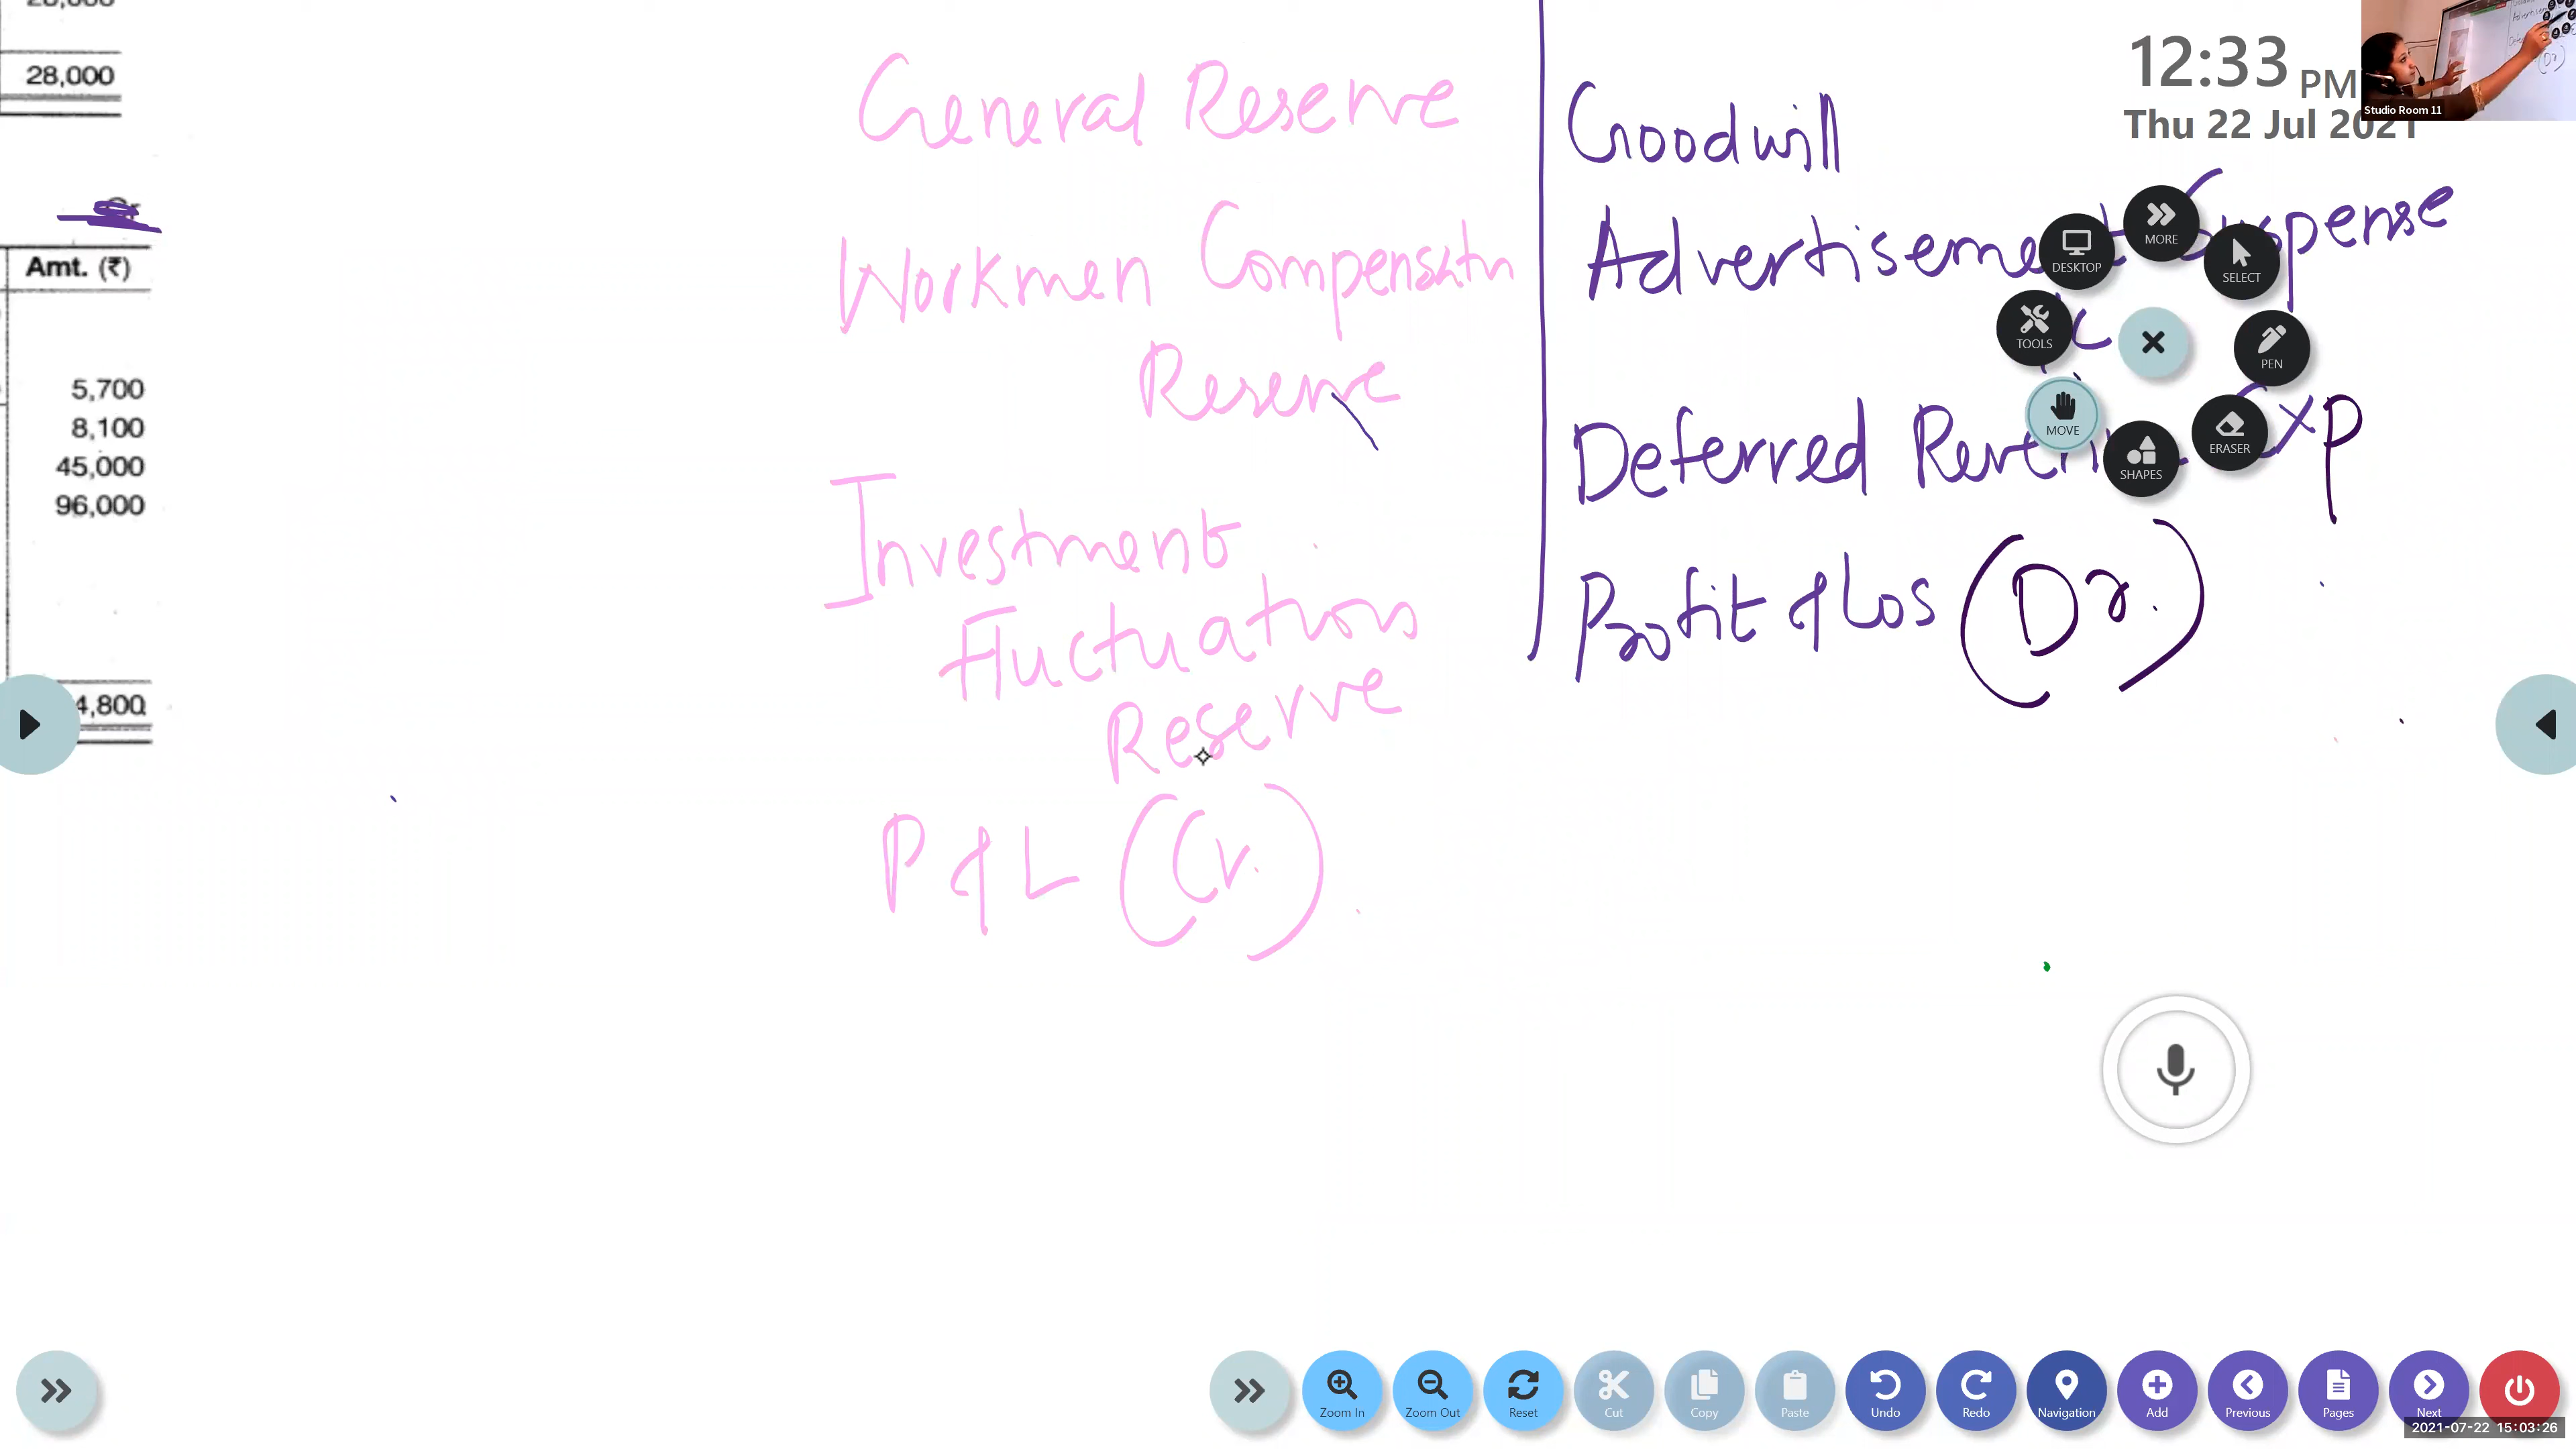 28,000
Amt. (₹)
5,700
8,100
45,000
96,000
4,800
General Reserve
Workmen Compensatn
Reserve
Investment
Fluctuation
Reserve
P & L (Cr.)
12:33 PM
Thu 22 Jul 2021
Studio Room 11
Goodwill
Advertisement Suspense
Deferred Exp
Profit & Los (Dr.)
MORE
DESKTOP
SELECT
TOOLS
PEN
MOVE
ERASER
SHAPES
Zoom In
Zoom Out
Reset
Cut
Copy
Paste
Undo
Redo
Navigation
Add
Previous
Pages
Next
2021-07-22 15:03:26